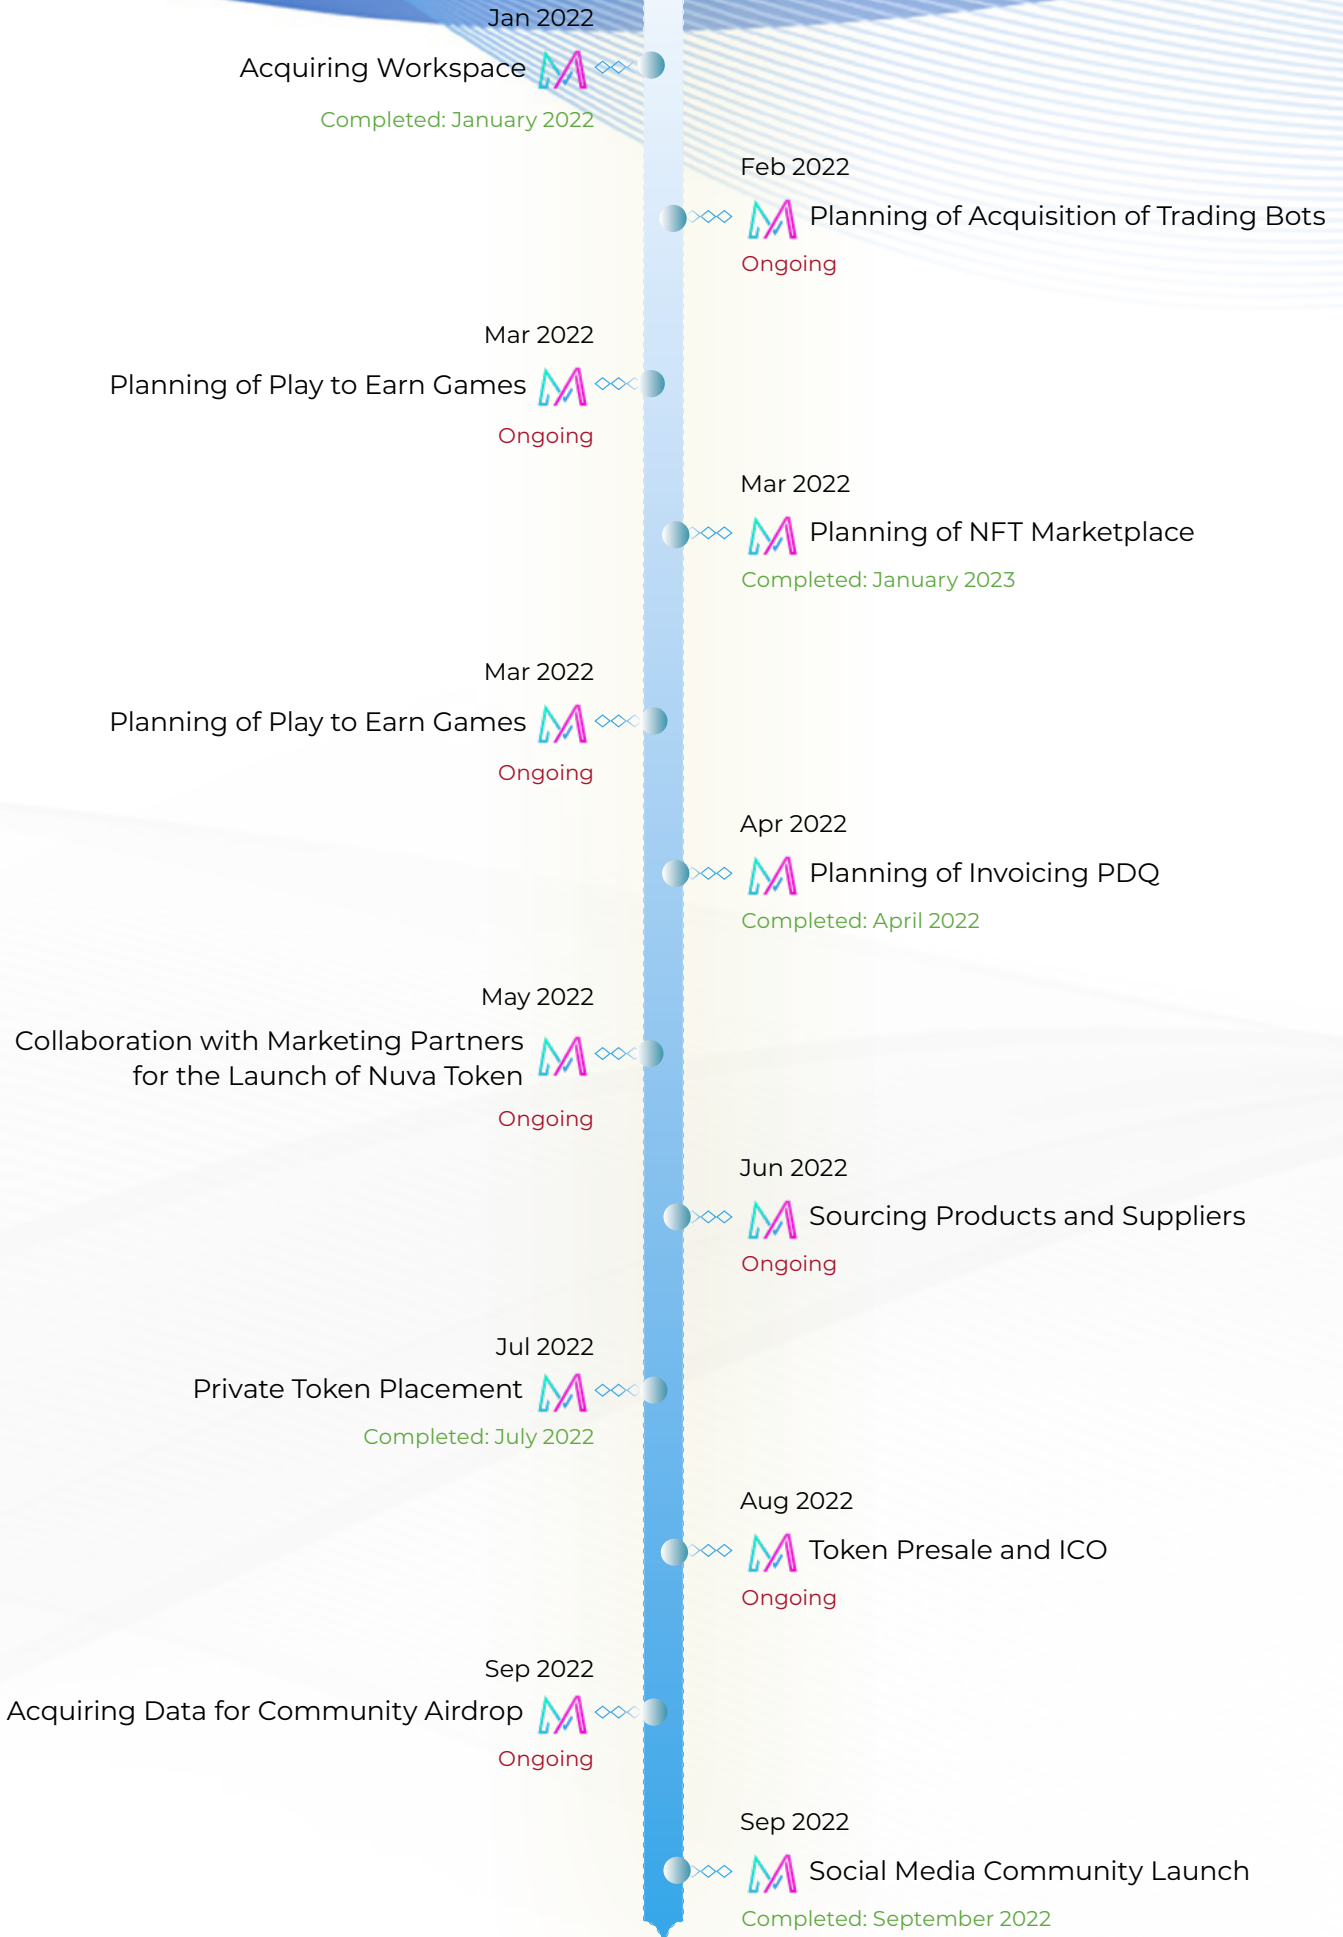 Jan 2022
Acquiring Workspace
Completed: January 2022
Feb 2022
Planning of Acquisition of Trading Bots
Ongoing
Mar 2022
Planning of Play to Earn Games
Ongoing
Mar 2022
Planning of NFT Marketplace
Completed: January 2023
Mar 2022
Planning of Play to Earn Games
Ongoing
Apr 2022
Planning of Invoicing PDQ
Completed: April 2022
May 2022
Collaboration with Marketing Partners
for the Launch of Nuva Token
Ongoing
Jun 2022
Sourcing Products and Suppliers
Ongoing
Jul 2022
Private Token Placement
Completed: July 2022
Aug 2022
Token Presale and ICO
Ongoing
Sep 2022
Acquiring Data for Community Airdrop
Ongoing
Sep 2022
Social Media Community Launch
Completed: September 2022